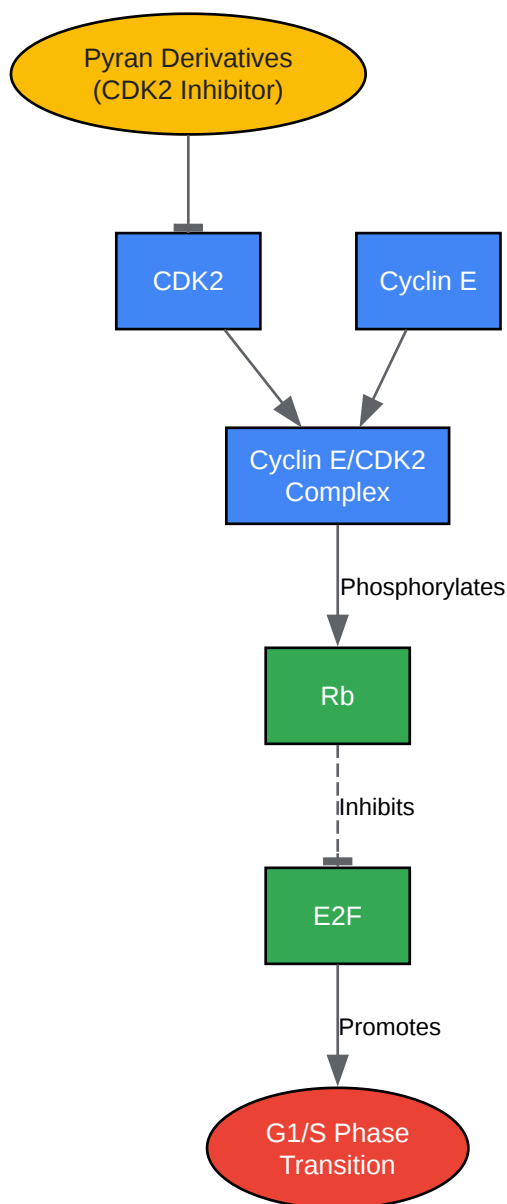 Pyran Derivatives
(CDK2 Inhibitor)
CDK2
Cyclin E
Cyclin E/CDK2
Complex
Phosphorylates
Rb
Inhibits
E2F
Promotes
G1/S Phase
Transition